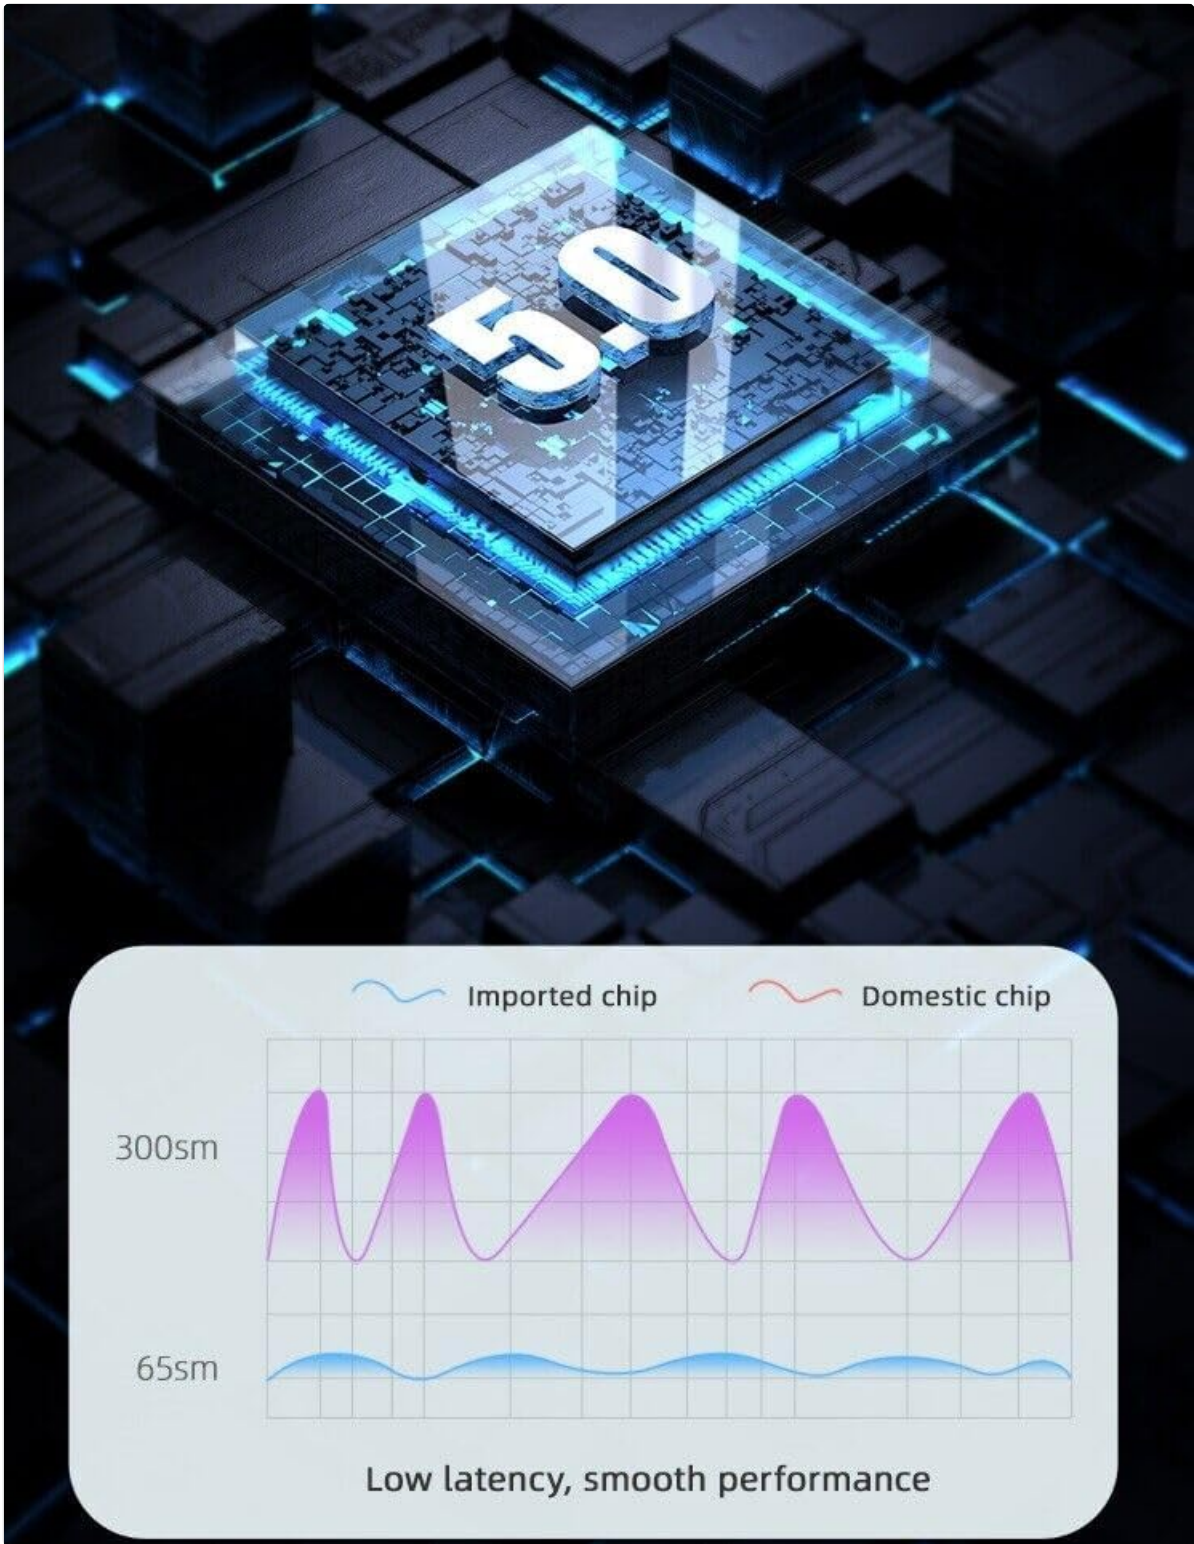 5.0
Imported chip
Domestic chip
300sm
65sm
Low latency, smooth performance